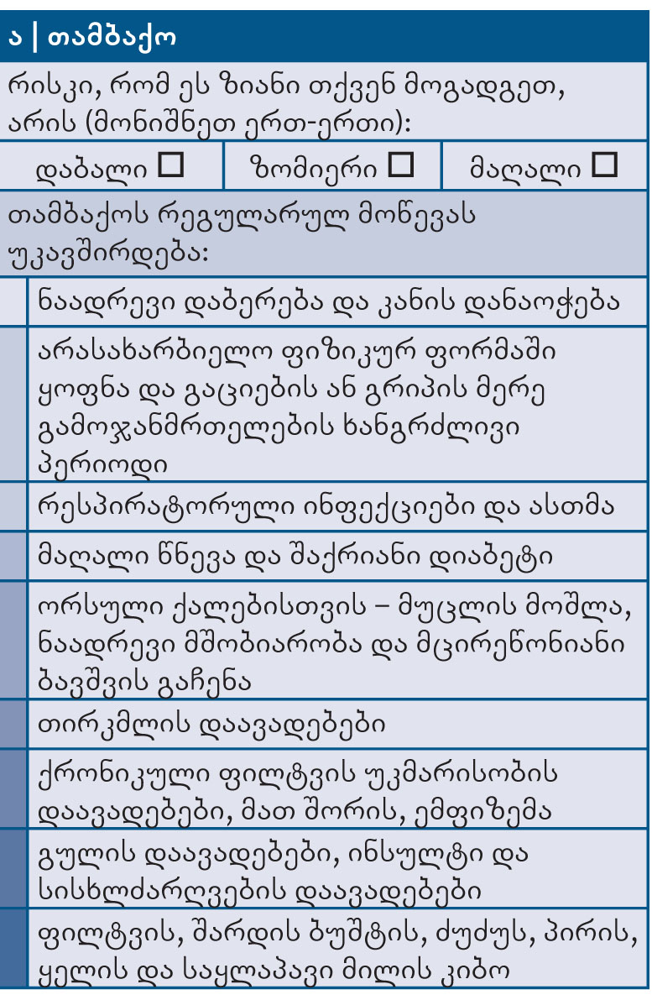 ა | თამბაქო
რისკი, რომ ეს ზიანი თქვენ მოგადგეთ,
არის (მონიშნეთ ერთ-ერთი):
დაბალი □ ზომიერი □ მაღალი □
თამბაქოს რეგულარულ მოწევას
უკავშირდება:
ნაადრევი დაბერება და კანის დანაოჭება
არასახარბიელო ფიზიკურ ფორმაში
ყოფნა და გაციების ან გრიპის მერე
გამოჯანმრთელების ხანგრძლივი
პერიოდი
რესპირატორული ინფექციები და ასთმა
მაღალი წნევა და შაქრიანი დიაბეტი
ორსული ქალებისთვის – მუცლის მოშლა,
ნაადრევი მშობიარობა და მცირეწონიანი
ბავშვის გაჩენა
თირკმლის დაავადებები
ქრონიკული ფილტვის უკმარისობის
დაავადებები, მათ შორის, ემფიზემა
გულის დაავადებები, ინსულტი და
სისხლძარღვების დაავადებები
ფილტვის, შარდის ბუშტის, ძუძუს, პირის,
ყელის და საყლაპავი მილის კიბო